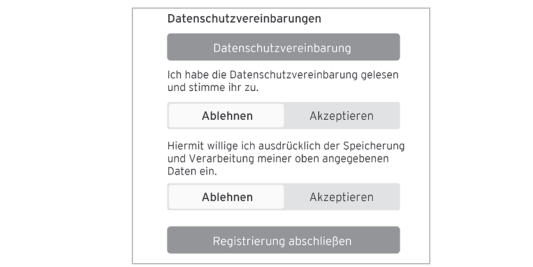 Datenschutzvereinbarungen
Datenschutzvereinbarung
Ich habe die Datenschutzvereinbarung gelesen
und stimme ihr zu.
Ablehnen Akzeptieren
Hiermit willige ich ausdrücklich der Speicherung
und Verarbeitung meiner oben angegebenen
Daten ein.
Ablehnen Akzeptieren
Registrierung abschließen